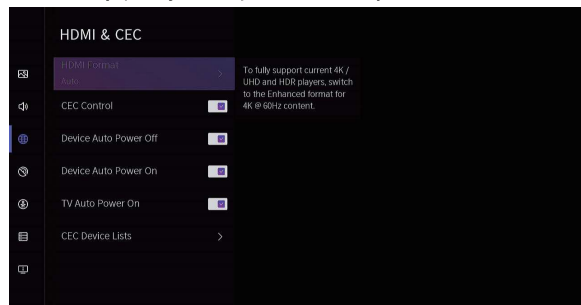 HDMI & CEC
HDMI Format
Auto
To fully support current 4K /
UHD and HDR players, switch
to the Enhanced format for
4K @ 60Hz content.
CEC Control
Device Auto Power Off
Device Auto Power On
TV Auto Power On
CEC Device Lists